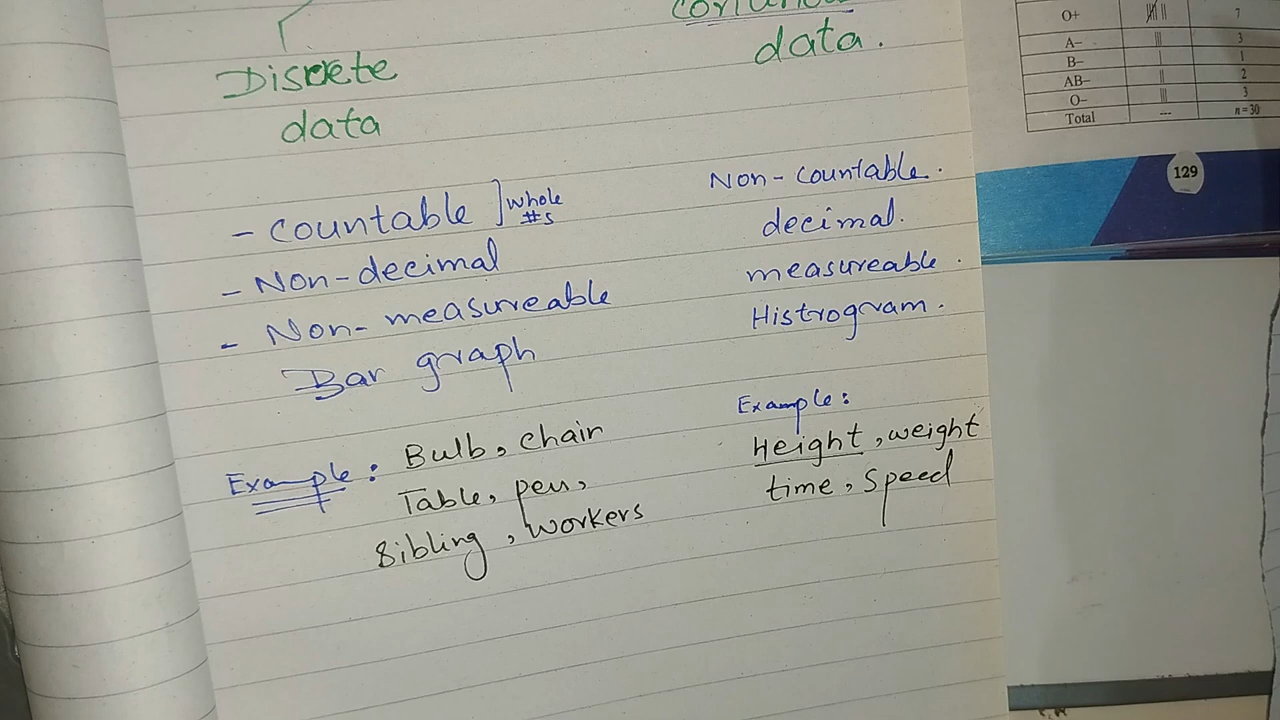 Discrete
data
- countable ] whole #s
- Non-decimal
- Non-measureable
Bar graph
Example: Bulb, chair
Table, pen,
Sibling, workers
data.
Non-countable.
decimal.
measureable.
Histrogram.
Example:
Height, weight
time, speed
O+ 7
A- ||| 3
B- | 1
AB- || 2
O- ||| 3
Total --- n=30
129